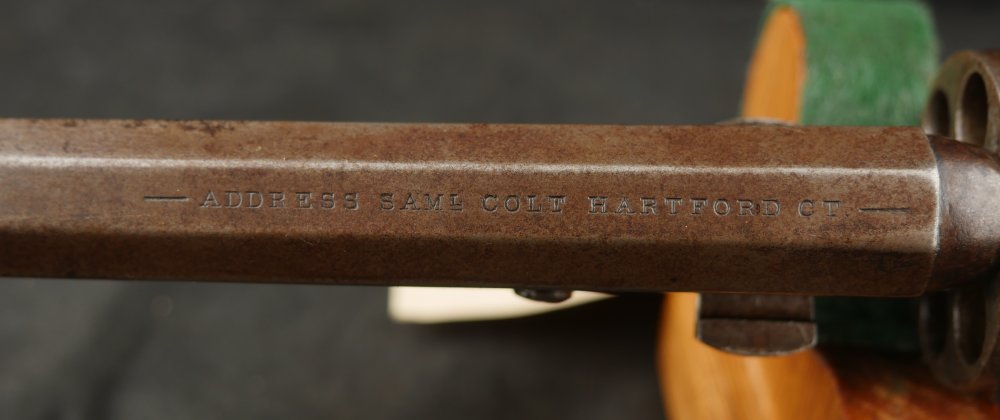 — ADDRESS SAML COLT HARTFORD CT. —